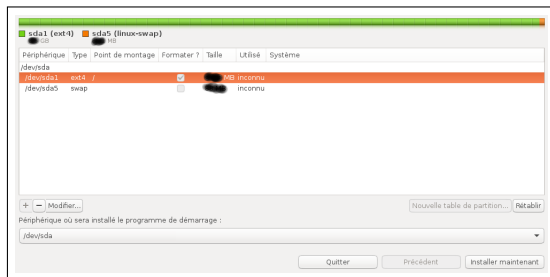 sda1 (ext4) sda5 (linux-swap)
GB MB
Périphérique Type Point de montage Formater ? Taille Utilisé Système
/dev/sda
/dev/sda1 ext4 / MB inconnu
/dev/sda5 swap inconnu
+ − Modifier... Nouvelle table de partition... Rétablir
Périphérique où sera installé le programme de démarrage :
/dev/sda
Quitter Précédent Installer maintenant